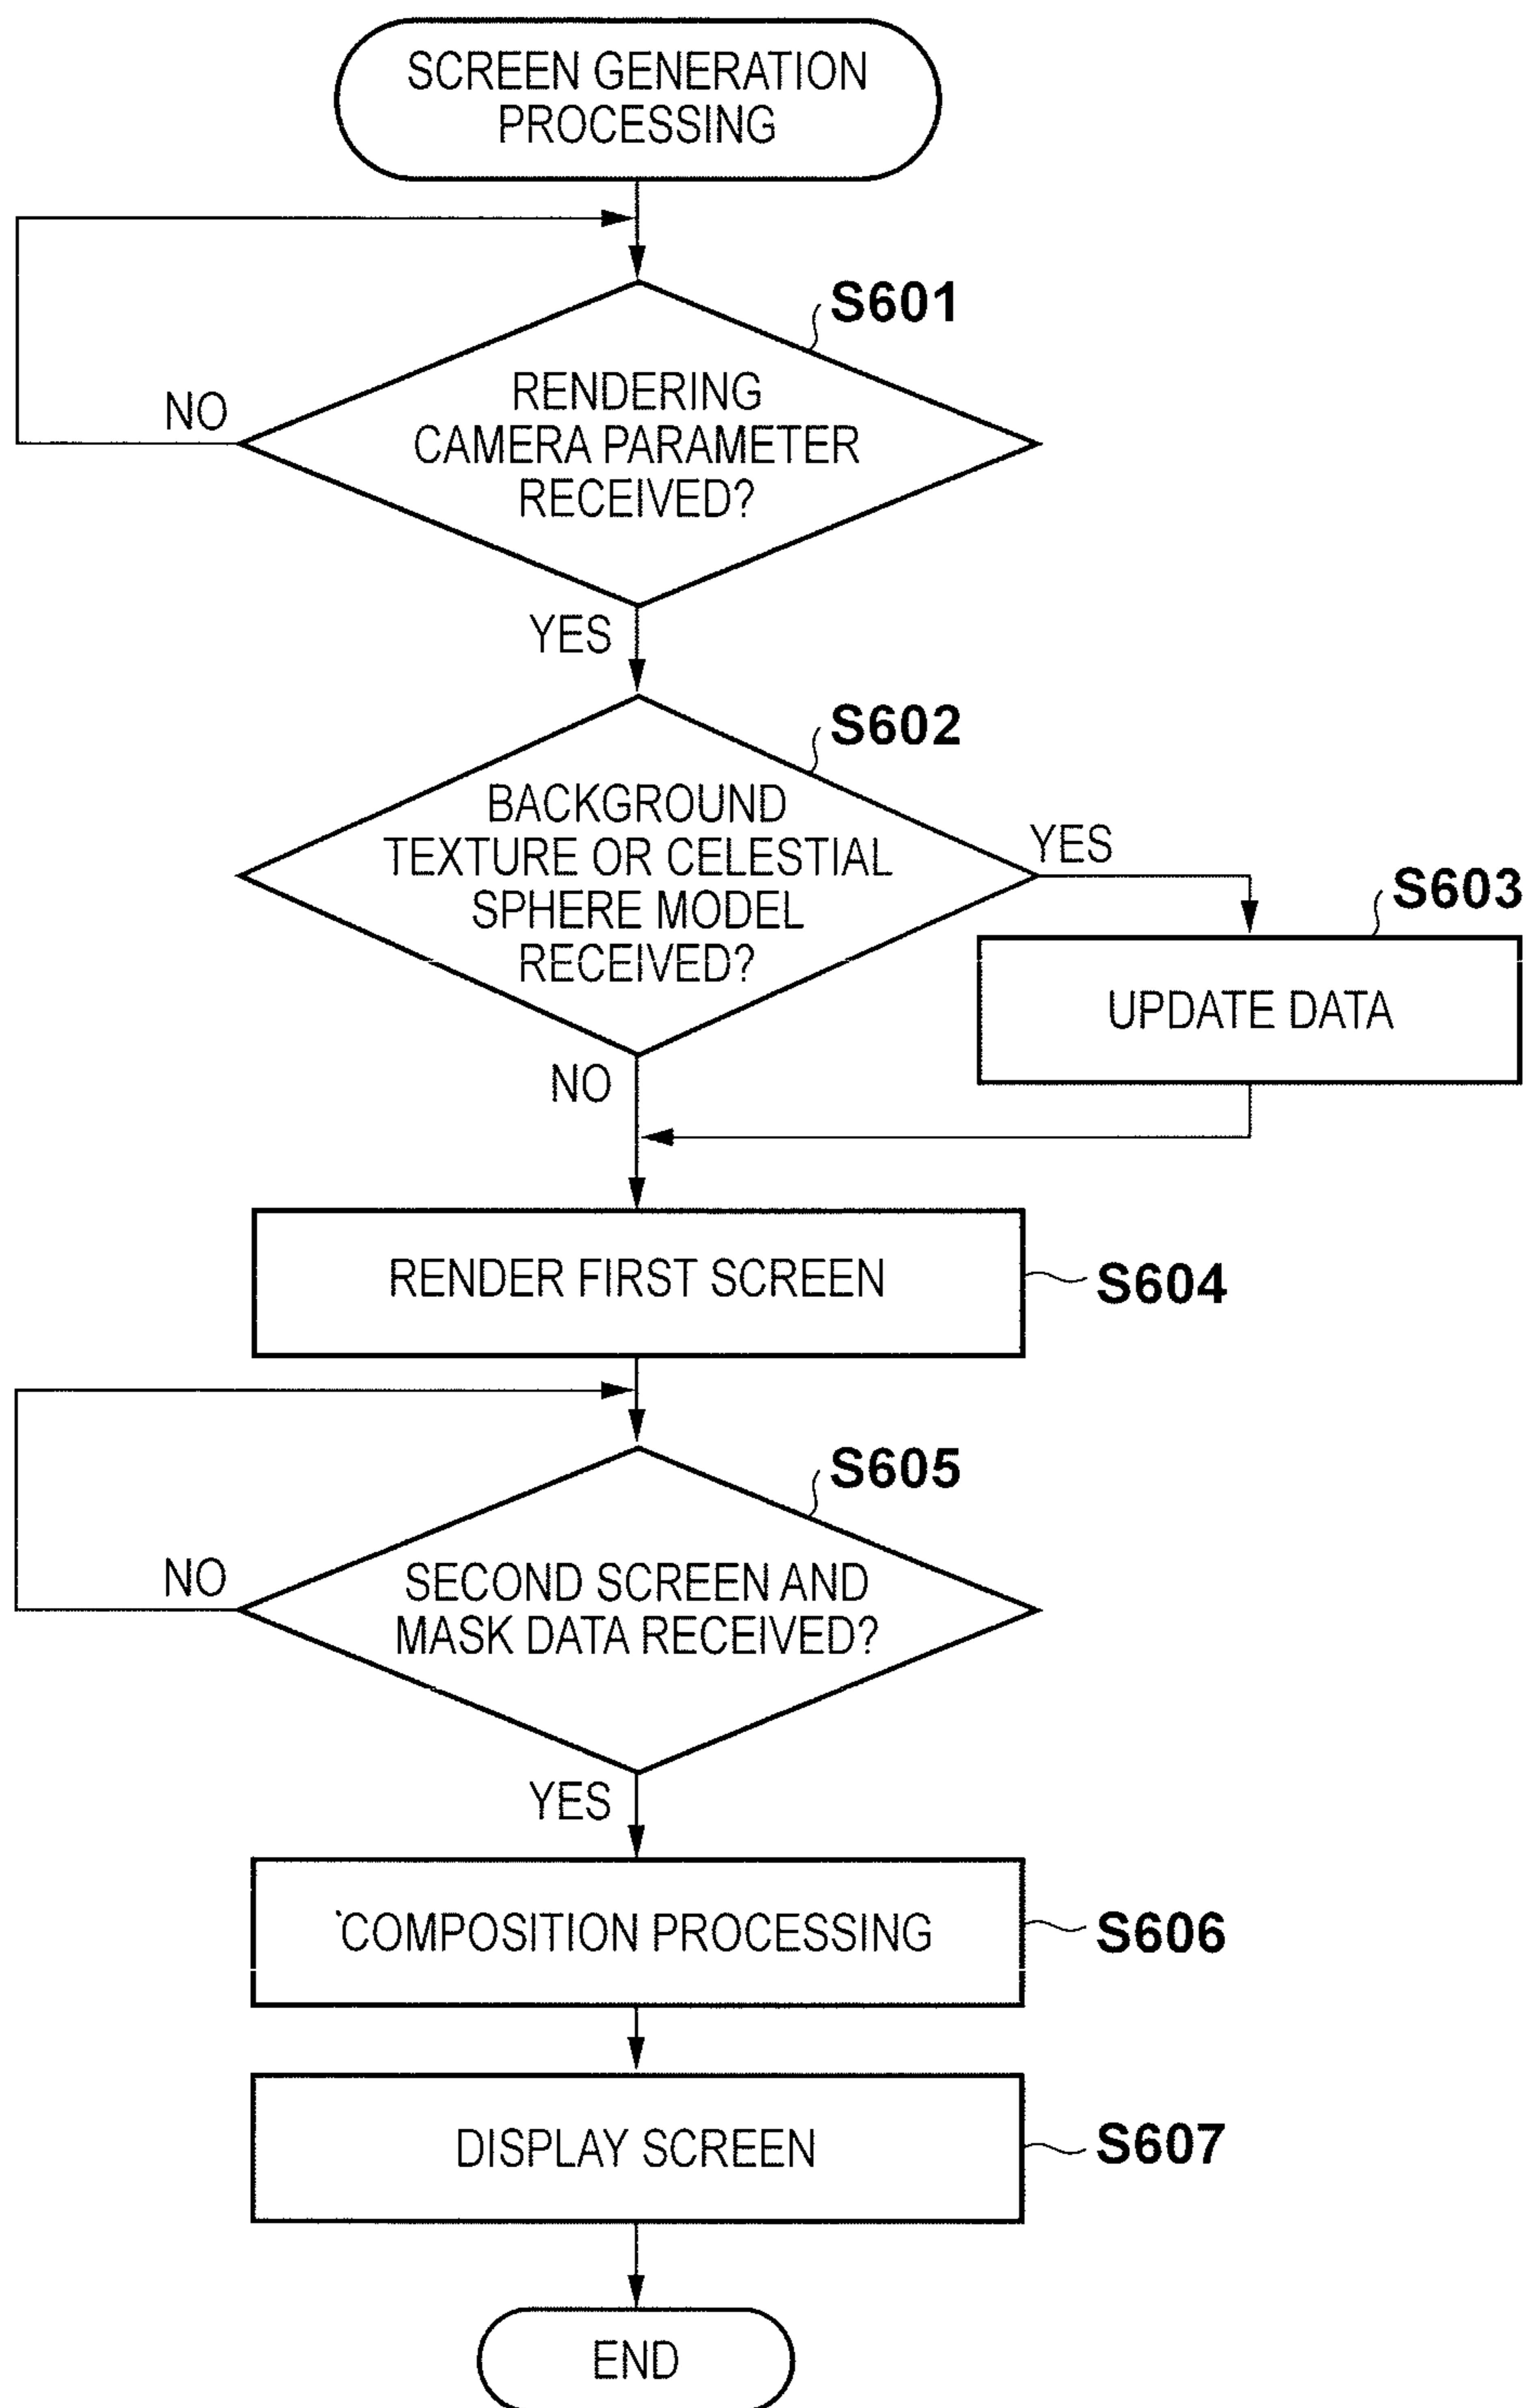 SCREEN GENERATION
PROCESSING
S601
RENDERING
CAMERA PARAMETER
RECEIVED?
NO
YES
S602
BACKGROUND
TEXTURE OR CELESTIAL
SPHERE MODEL
RECEIVED?
YES
S603
UPDATE DATA
NO
RENDER FIRST SCREEN
S604
S605
SECOND SCREEN AND
MASK DATA RECEIVED?
NO
YES
COMPOSITION PROCESSING
S606
DISPLAY SCREEN
S607
END